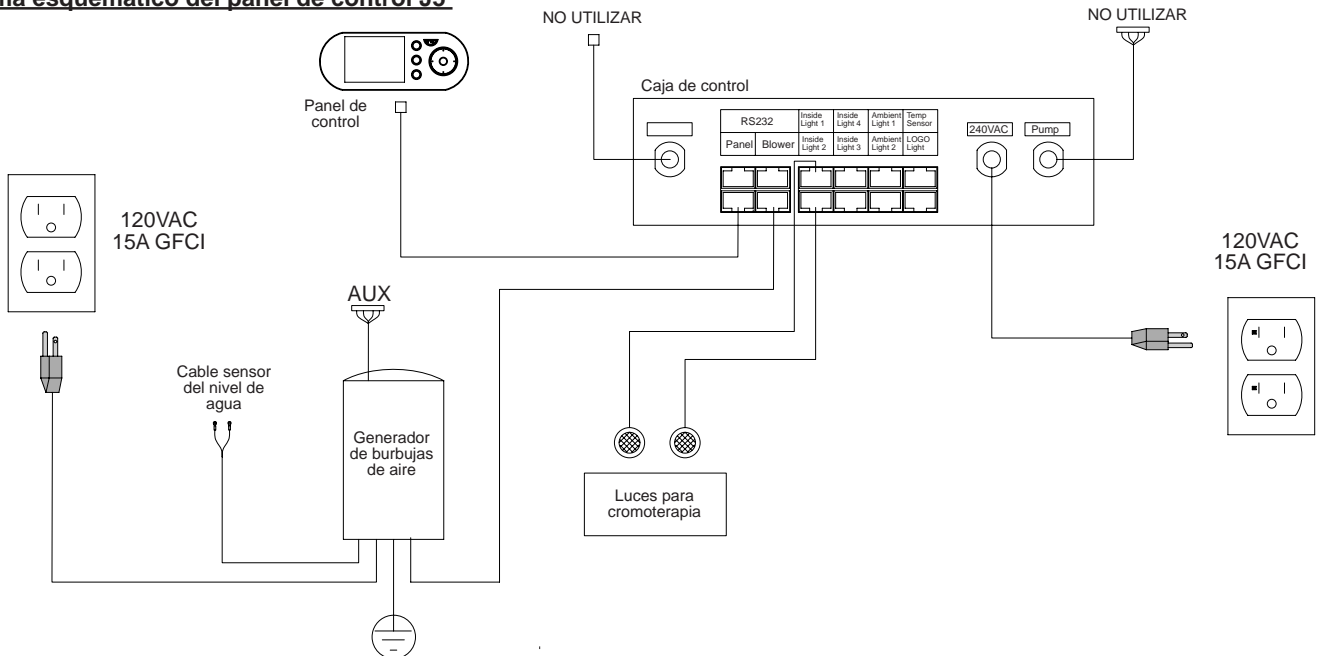 esquemático del panel de control J5
NO UTILIZAR
NO UTILIZAR
Caja de control
Panel de
control
RS232
Inside
Light 1
Inside
Light 4
Ambient
Light 1
Temp
Sensor
Panel
Blower
Inside
Light 2
Inside
Light 3
Ambient
Light 2
LOGO
Light
240VAC
Pump
120VAC
15A GFCI
120VAC
15A GFCI
AUX
Cable sensor
del nivel de
agua
Generador
de burbujas
de aire
Luces para
cromoterapia